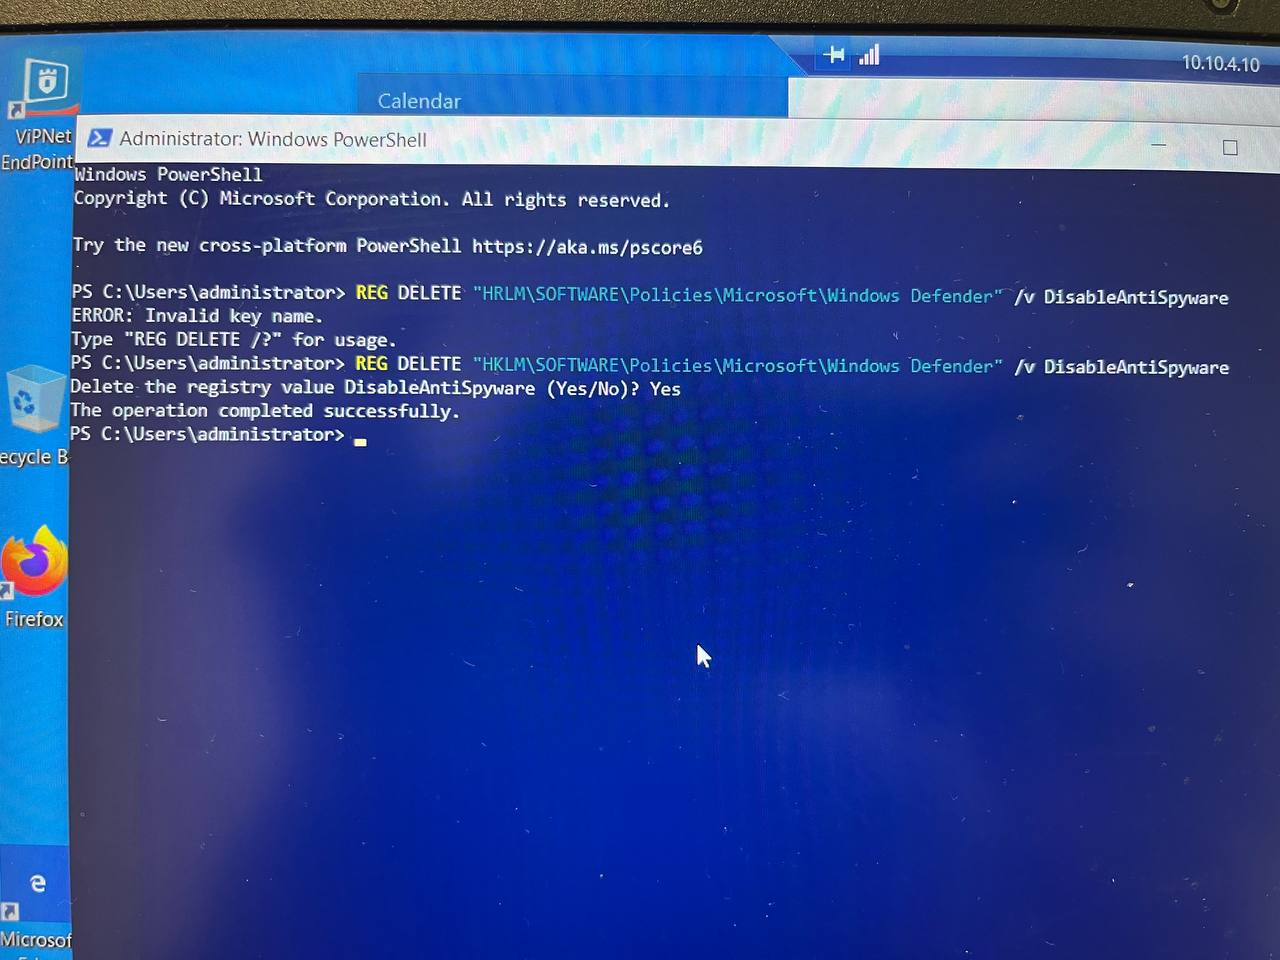 10.10.4.10
Calendar
ViPNet
EndPoint
Administrator: Windows PowerShell
Windows PowerShell
Copyright (C) Microsoft Corporation. All rights reserved.
Try the new cross-platform PowerShell https://aka.ms/pscore6
PS C:\Users\administrator> REG DELETE "HRLM\SOFTWARE\Policies\Microsoft\Windows Defender" /v DisableAntiSpyware
ERROR: Invalid key name.
Type "REG DELETE /?" for usage.
PS C:\Users\administrator> REG DELETE "HKLM\SOFTWARE\Policies\Microsoft\Windows Defender" /v DisableAntiSpyware
Delete the registry value DisableAntiSpyware (Yes/No)? Yes
The operation completed successfully.
PS C:\Users\administrator>
ecycle B
Firefox
Microsof